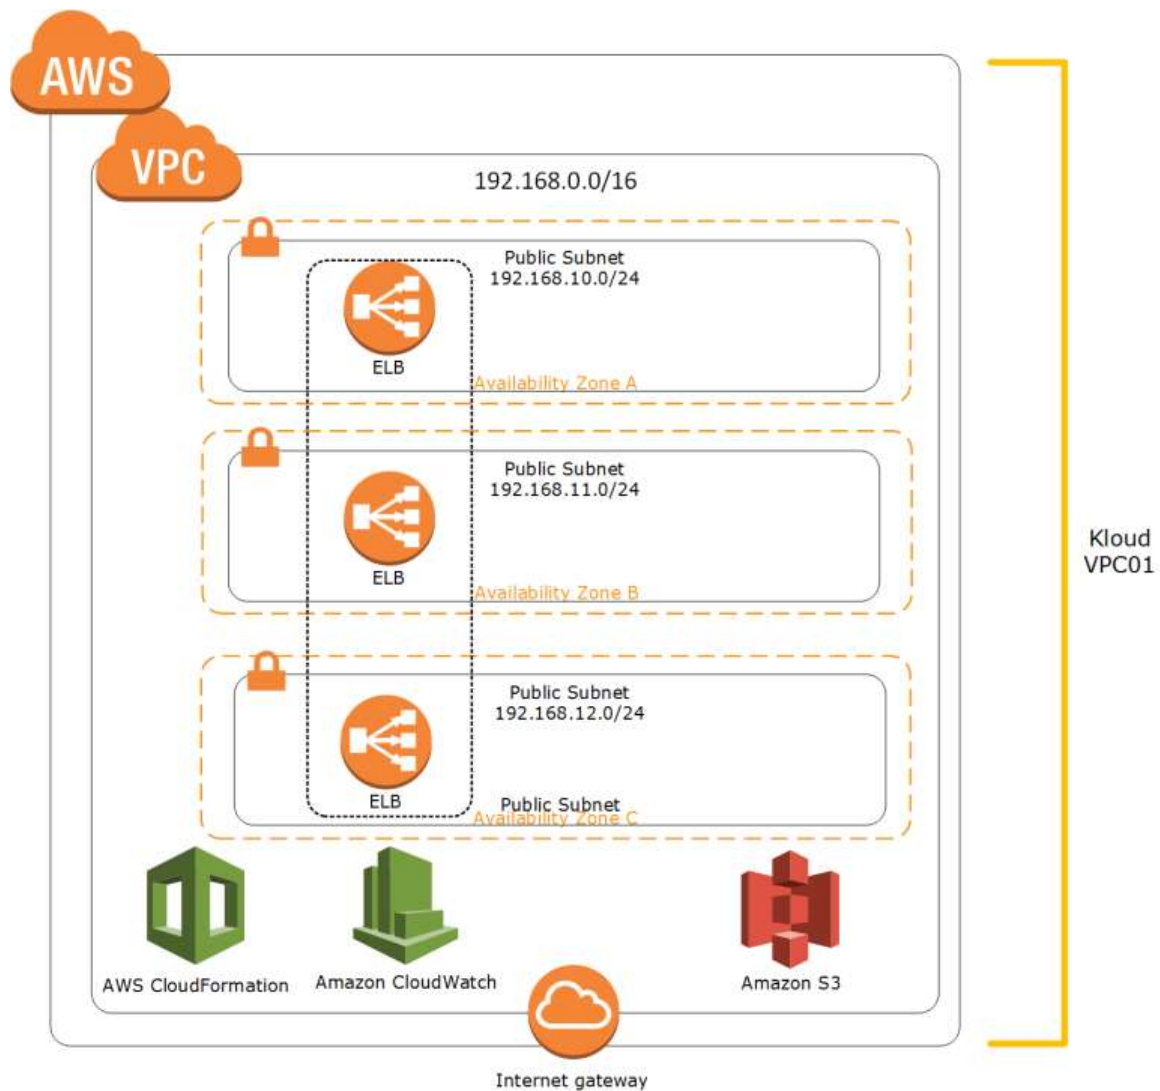 AWS
VPC
192.168.0.0/16
Public Subnet
192.168.10.0/24
ELB
Availability Zone A
Public Subnet
192.168.11.0/24
ELB
Availability Zone B
Kloud
VPC01
Public Subnet
192.168.12.0/24
ELB
Public Subnet
Availability Zone C
AWS CloudFormation
Amazon CloudWatch
Amazon S3
Internet gateway